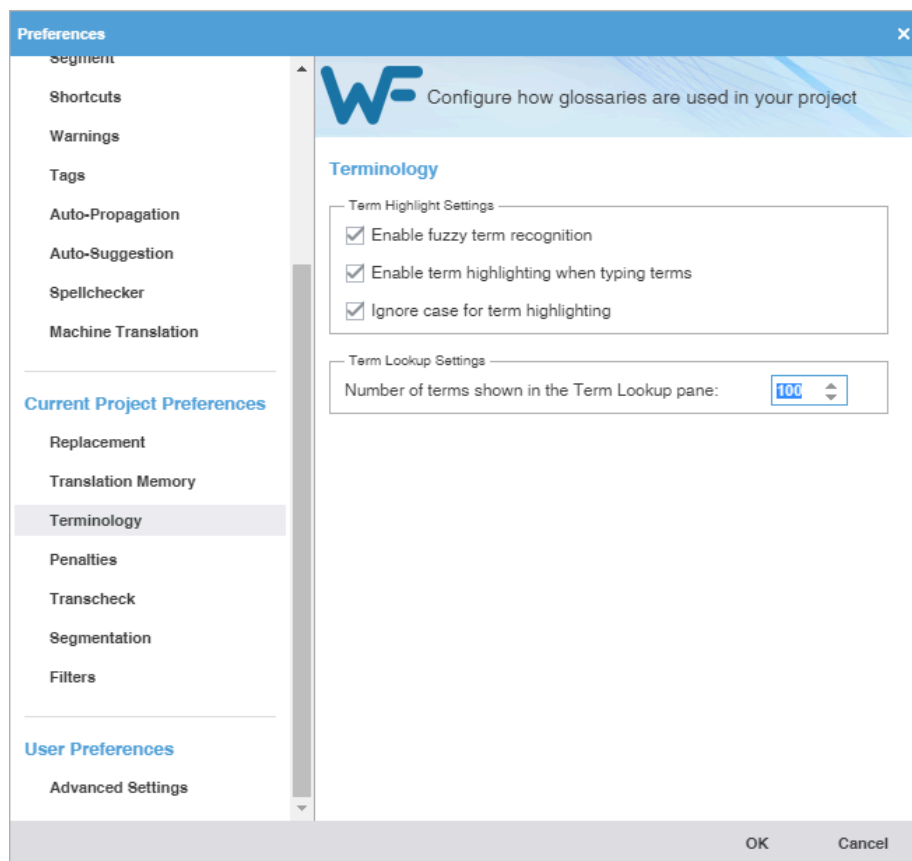 Preferences
Segment
Shortcuts
Warnings
Tags
Auto-Propagation
Auto-Suggestion
Spellchecker
Machine Translation
Current Project Preferences
Replacement
Translation Memory
Terminology
Penalties
Transcheck
Segmentation
Filters
User Preferences
Advanced Settings
WF Configure how glossaries are used in your project
Terminology
Term Highlight Settings
Enable fuzzy term recognition
Enable term highlighting when typing terms
Ignore case for term highlighting
Term Lookup Settings
Number of terms shown in the Term Lookup pane: 100
OK Cancel